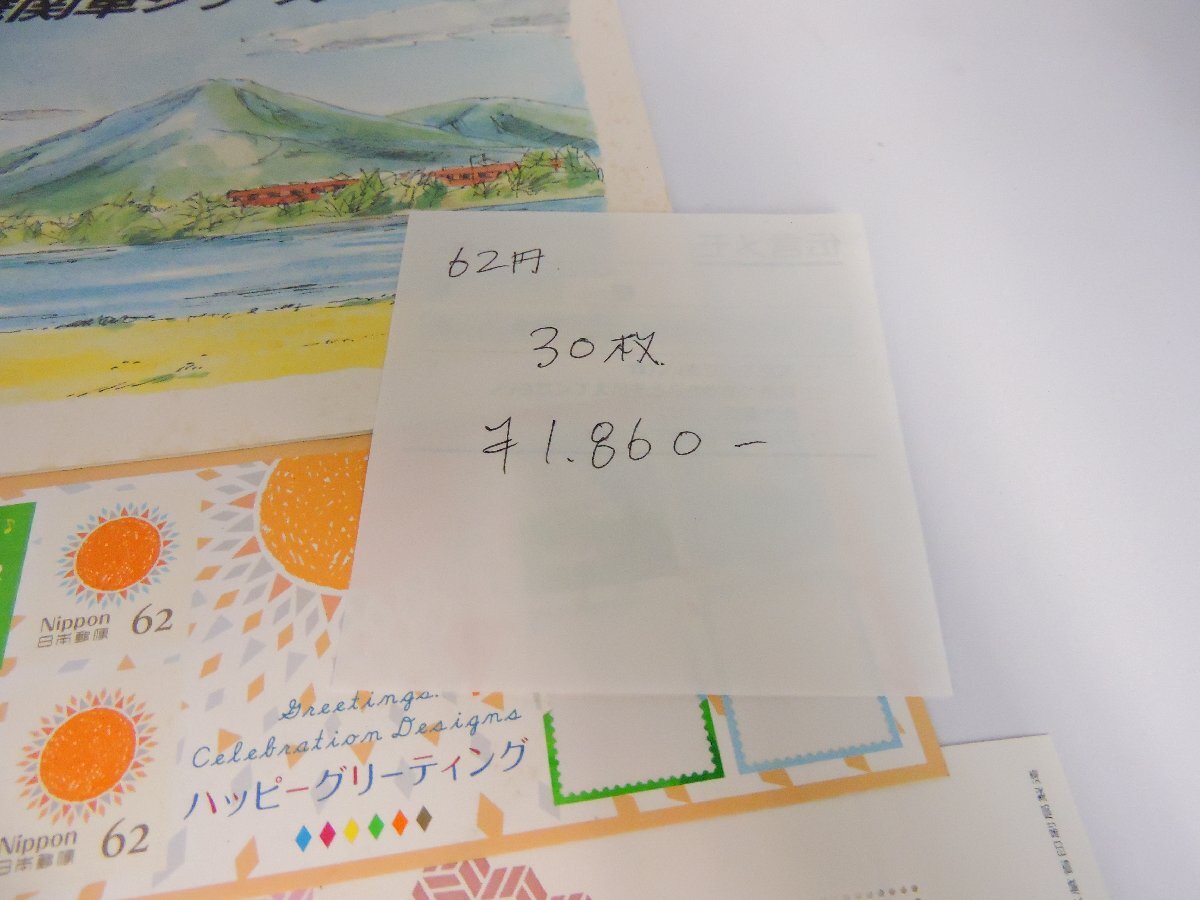 62円
30枚
¥1.860-
Nippon 62
日本郵便
Greetings:
Celebration Designs
ハッピーグリーティング
Nippon 62
日本郵便